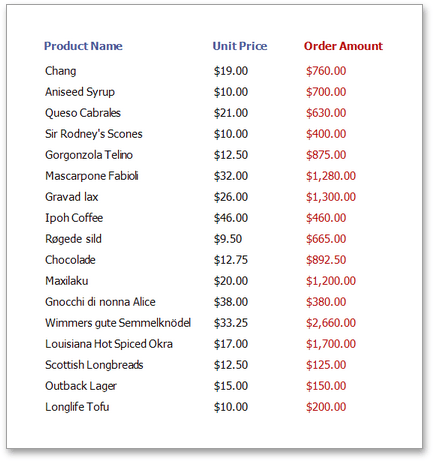 Product Name Unit Price Order Amount
Chang $19.00 $760.00
Aniseed Syrup $10.00 $700.00
Queso Cabrales $21.00 $630.00
Sir Rodney's Scones $10.00 $400.00
Gorgonzola Telino $12.50 $875.00
Mascarpone Fabioli $32.00 $1,280.00
Gravad lax $26.00 $1,300.00
Ipoh Coffee $46.00 $460.00
Røgede sild $9.50 $665.00
Chocolade $12.75 $892.50
Maxilaku $20.00 $1,200.00
Gnocchi di nonna Alice $38.00 $380.00
Wimmers gute Semmelknödel $33.25 $2,660.00
Louisiana Hot Spiced Okra $17.00 $1,700.00
Scottish Longbreads $12.50 $125.00
Outback Lager $15.00 $150.00
Longlife Tofu $10.00 $200.00